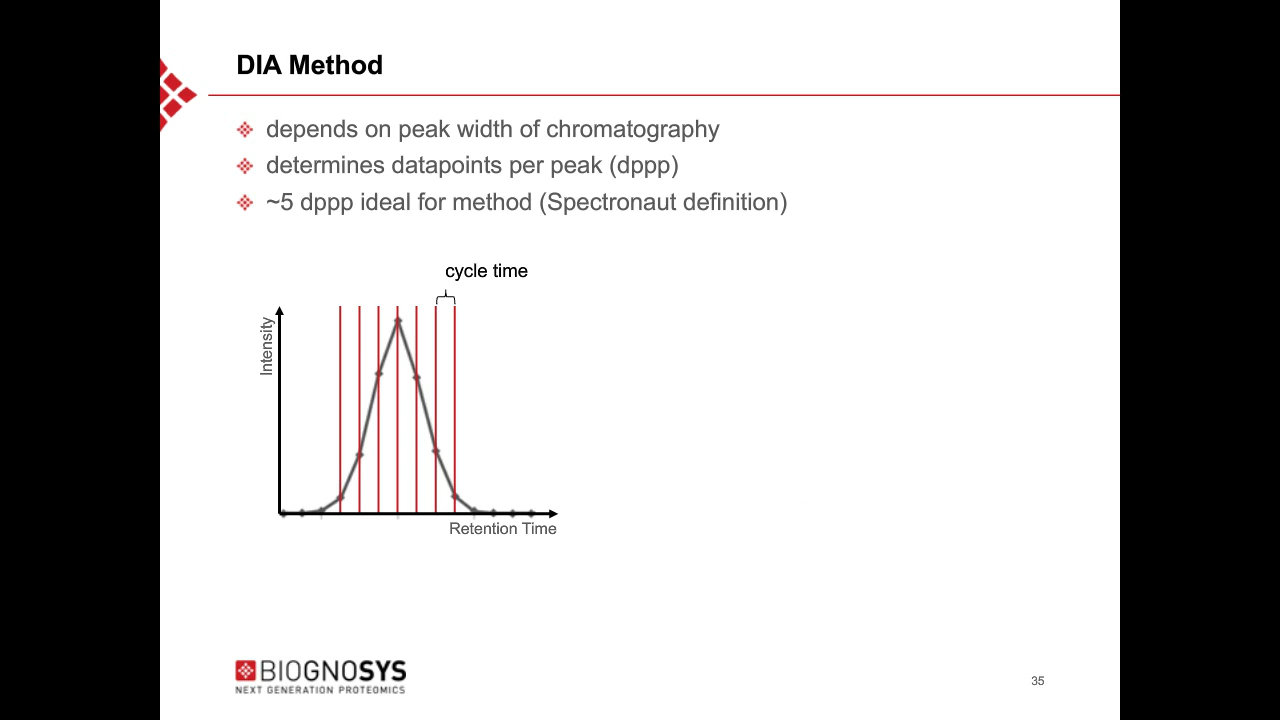 DIA Method
depends on peak width of chromatography
determines datapoints per peak (dppp)
~5 dppp ideal for method (Spectronaut definition)
cycle time
Intensity
Retention Time
BIOGNOSYS
NEXT GENERATION PROTEOMICS
35